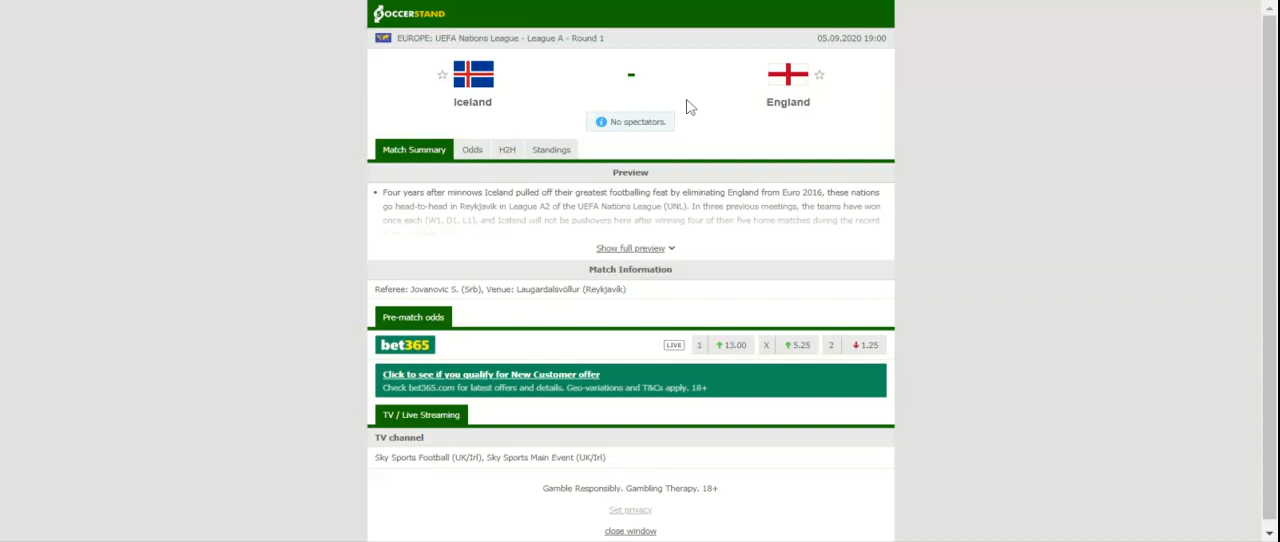 SOCCERSTAND
EUROPE: UEFA Nations League - League A - Round 1 05.09.2020 19:00
-
Iceland England
No spectators.
Match Summary Odds H2H Standings
Preview
Four years after minnows Iceland pulled off their greatest footballing feat by eliminating England from Euro 2016, these nations
go head-to-head in Reykjavik in League A2 of the UEFA Nations League (UNL). In three previous meetings, the teams have won
once each (W1, D1, L1), and Iceland will not be pushovers here after winning four of their five home matches during the recent
Show full preview
Match Information
Referee: Jovanovic S. (Srb), Venue: Laugardalsvöllur (Reykjavík)
Pre-match odds
bet365 LIVE 1 13.00 X 5.25 2 1.25
Click to see if you qualify for New Customer offer
Check bet365.com for latest offers and details. Geo-variations and T&Cs apply. 18+
TV / Live Streaming
TV channel
Sky Sports Football (UK/Irl), Sky Sports Main Event (UK/Irl)
Gamble Responsibly. Gambling Therapy. 18+
Set privacy
close window